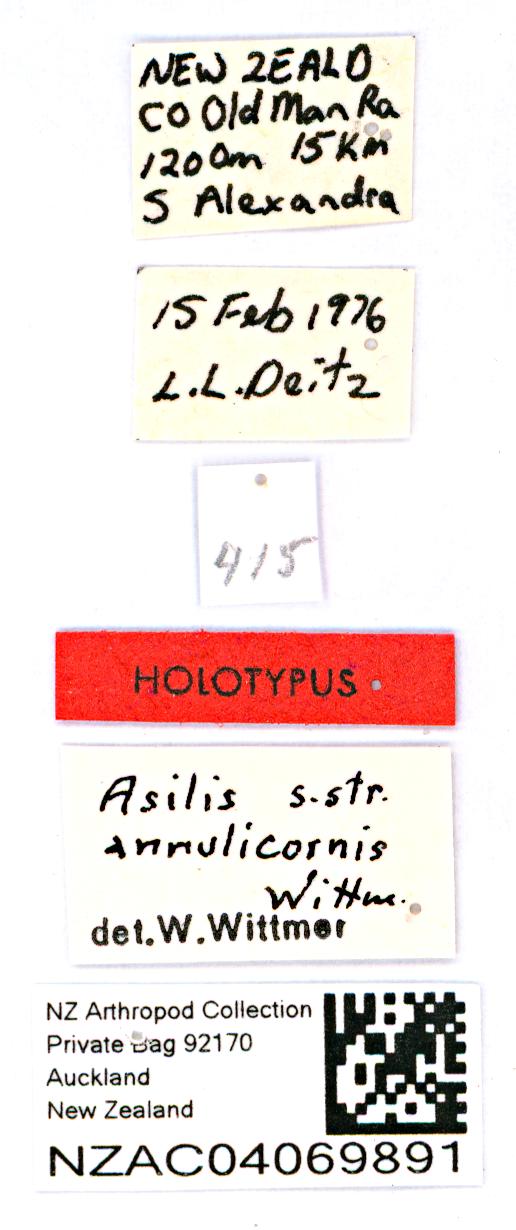 NEW ZEALD
CO Old Man Ra
1200m 15Km
S Alexandra
15 Feb 1976
L.L.Deitz
415
HOLOTYPUS
Asilis s.str.
annulicornis
Wittm.
det.W.Wittmer
NZ Arthropod Collection
Private Bag 92170
Auckland
New Zealand
NZAC04069891